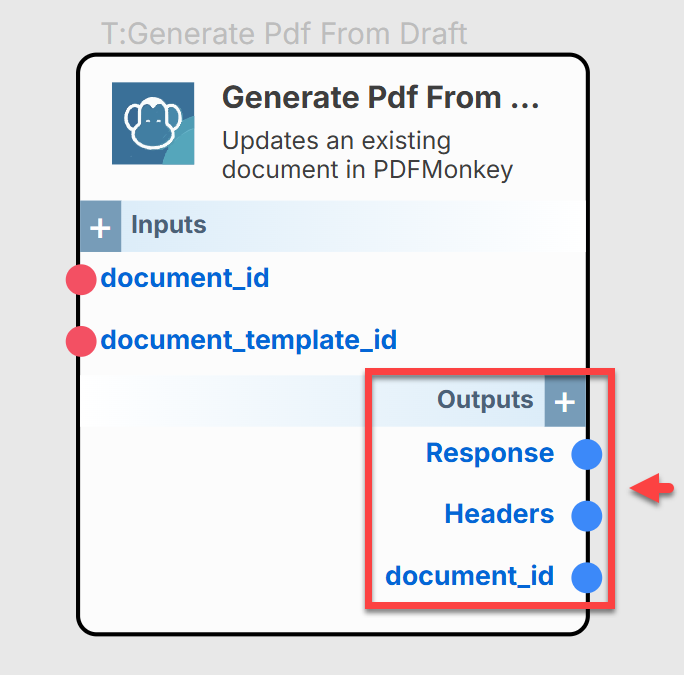 T:Generate Pdf From Draft
Generate Pdf From ...
Updates an existing
document in PDFMonkey
+ Inputs
document_id
document_template_id
Outputs +
Response
Headers
document_id